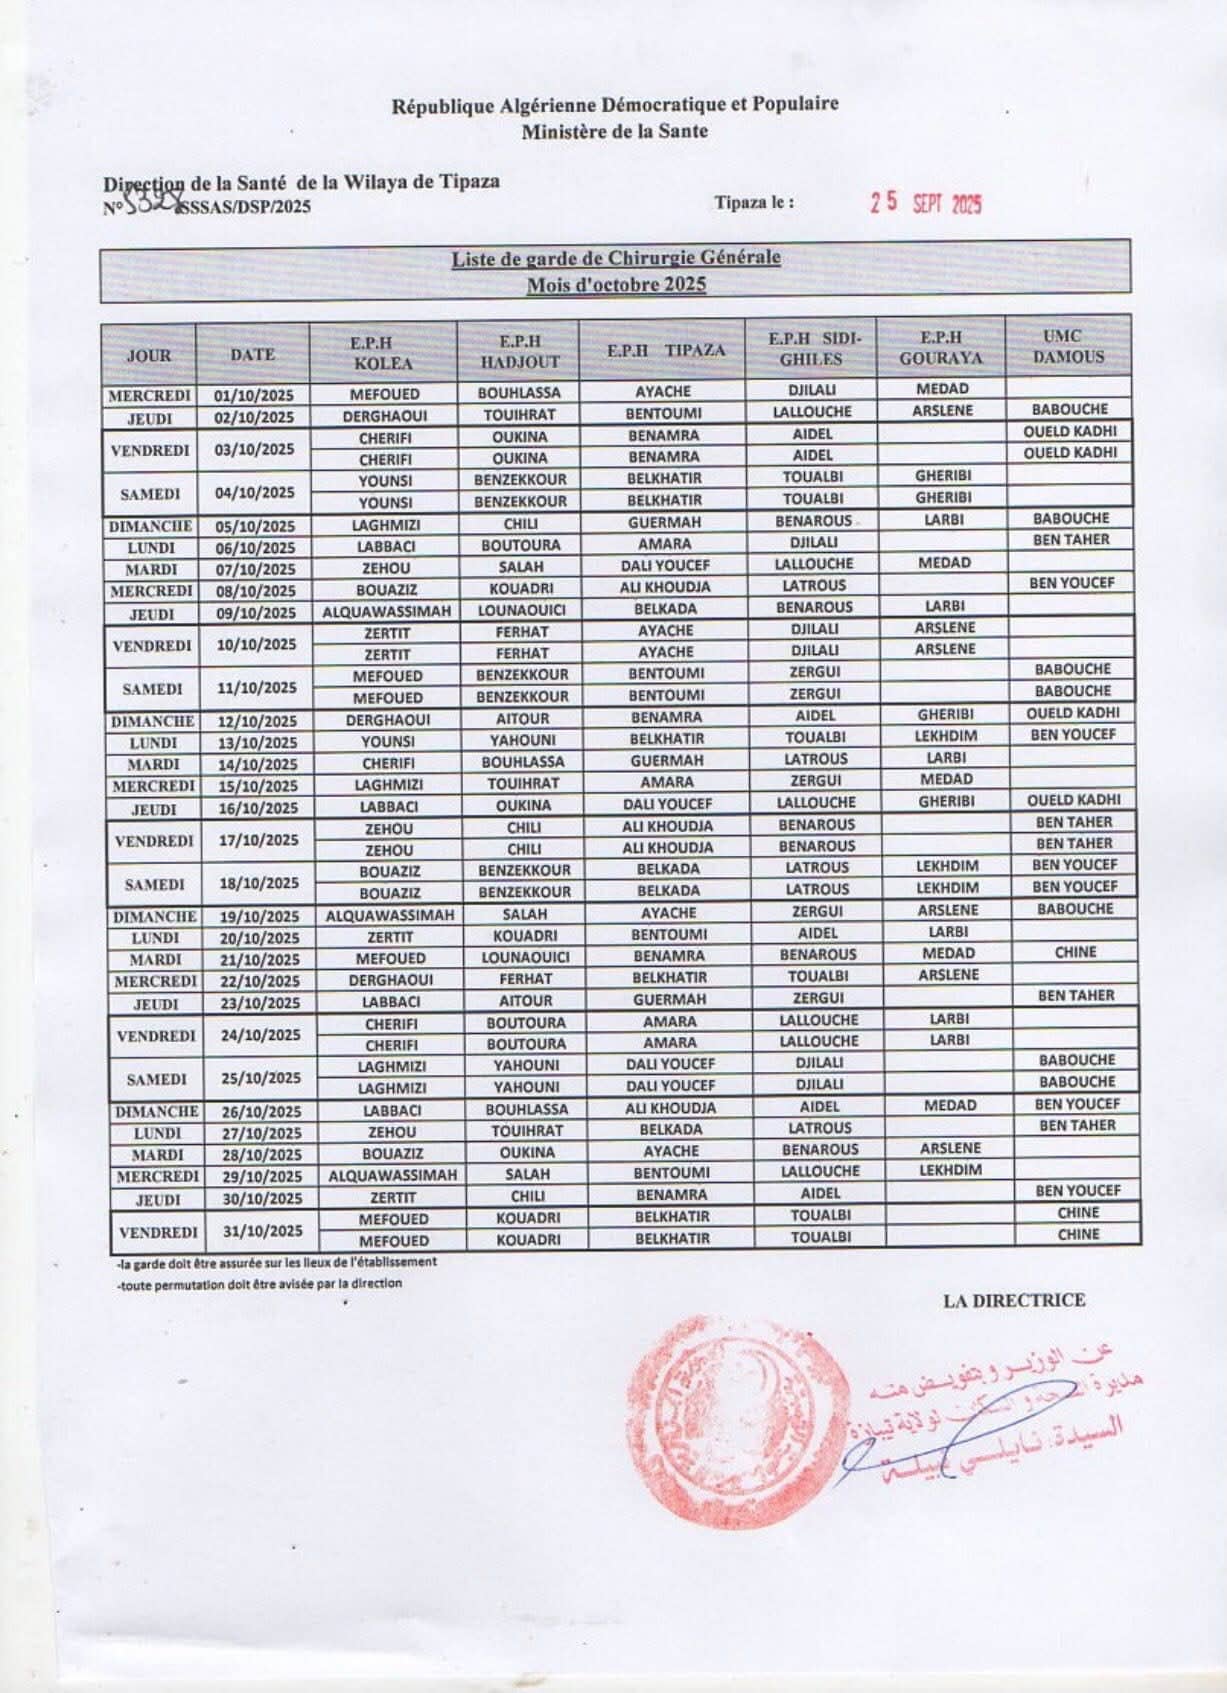 République Algérienne Démocratique et Populaire
Ministère de la Sante
Direction de la Santé de la Wilaya de Tipaza
N° 5328 SSSAS/DSP/2025
Tipaza le : 25 SEPT 2025
Liste de garde de Chirurgie Générale
Mois d'octobre 2025
JOUR DATE E.P.H KOLEA E.P.H HADJOUT E.P.H TIPAZA E.P.H SIDI-GHILES E.P.H GOURAYA UMC DAMOUS
MERCREDI 01/10/2025 MEFOUED BOUHLASSA AYACHE DJILALI MEDAD
JEUDI 02/10/2025 DERGHAOUI TOUIHRAT BENTOUMI LALLOUCHE ARSLENE BABOUCHE
VENDREDI 03/10/2025 CHERIFI OUKINA BENAMRA AIDEL OUELD KADHI
CHERIFI OUKINA BENAMRA AIDEL OUELD KADHI
SAMEDI 04/10/2025 YOUNSI BENZEKKOUR BELKHATIR TOUALBI GHERIBI
YOUNSI BENZEKKOUR BELKHATIR TOUALBI GHERIBI
DIMANCHE 05/10/2025 LAGHMIZI CHILI GUERMAH BENAROUS LARBI BABOUCHE
LUNDI 06/10/2025 LABBACI BOUTOURA AMARA DJILALI BEN TAHER
MARDI 07/10/2025 ZEHOU SALAH DALI YOUCEF LALLOUCHE MEDAD
MERCREDI 08/10/2025 BOUAZIZ KOUADRI ALI KHOUDJA LATROUS BEN YOUCEF
JEUDI 09/10/2025 ALQUAWASSIMAH LOUNAOUICI BELKADA BENAROUS LARBI
VENDREDI 10/10/2025 ZERTIT FERHAT AYACHE DJILALI ARSLENE
ZERTIT FERHAT AYACHE DJILALI ARSLENE
SAMEDI 11/10/2025 MEFOUED BENZEKKOUR BENTOUMI ZERGUI BABOUCHE
MEFOUED BENZEKKOUR BENTOUMI ZERGUI BABOUCHE
DIMANCHE 12/10/2025 DERGHAOUI AITOUR BENAMRA AIDEL GHERIBI OUELD KADHI
LUNDI 13/10/2025 YOUNSI YAHOUNI BELKHATIR TOUALBI LEKHDIM BEN YOUCEF
MARDI 14/10/2025 CHERIFI BOUHLASSA GUERMAH LATROUS LARBI
MERCREDI 15/10/2025 LAGHMIZI TOUIHRAT AMARA ZERGUI MEDAD
JEUDI 16/10/2025 LABBACI OUKINA DALI YOUCEF LALLOUCHE GHERIBI OUELD KADHI
VENDREDI 17/10/2025 ZEHOU CHILI ALI KHOUDJA BENAROUS BEN TAHER
ZEHOU CHILI ALI KHOUDJA BENAROUS BEN TAHER
SAMEDI 18/10/2025 BOUAZIZ BENZEKKOUR BELKADA LATROUS LEKHDIM BEN YOUCEF
BOUAZIZ BENZEKKOUR BELKADA LATROUS LEKHDIM BEN YOUCEF
DIMANCHE 19/10/2025 ALQUAWASSIMAH SALAH AYACHE ZERGUI ARSLENE BABOUCHE
LUNDI 20/10/2025 ZERTIT KOUADRI BENTOUMI AIDEL LARBI
MARDI 21/10/2025 MEFOUED LOUNAOUICI BENAMRA BENAROUS MEDAD CHINE
MERCREDI 22/10/2025 DERGHAOUI FERHAT BELKHATIR TOUALBI ARSLENE
JEUDI 23/10/2025 LABBACI AITOUR GUERMAH ZERGUI BEN TAHER
VENDREDI 24/10/2025 CHERIFI BOUTOURA AMARA LALLOUCHE LARBI
CHERIFI BOUTOURA AMARA LALLOUCHE LARBI
SAMEDI 25/10/2025 LAGHMIZI YAHOUNI DALI YOUCEF DJILALI BABOUCHE
LAGHMIZI YAHOUNI DALI YOUCEF DJILALI BABOUCHE
DIMANCHE 26/10/2025 LABBACI BOUHLASSA ALI KHOUDJA AIDEL MEDAD BEN YOUCEF
LUNDI 27/10/2025 ZEHOU TOUIHRAT BELKADA LATROUS BEN TAHER
MARDI 28/10/2025 BOUAZIZ OUKINA AYACHE BENAROUS ARSLENE
MERCREDI 29/10/2025 ALQUAWASSIMAH SALAH BENTOUMI LALLOUCHE LEKHDIM
JEUDI 30/10/2025 ZERTIT CHILI BENAMRA AIDEL BEN YOUCEF
VENDREDI 31/10/2025 MEFOUED KOUADRI BELKHATIR TOUALBI CHINE
MEFOUED KOUADRI BELKHATIR TOUALBI CHINE
-la garde doit être assurée sur les lieux de l'établissement
-toute permutation doit être avisée par la direction
LA DIRECTRICE
عن الوزير و بتفويض منه
مديرة الصحة و السكان لولاية تيبازة
السيدة: نايلي نبيلة